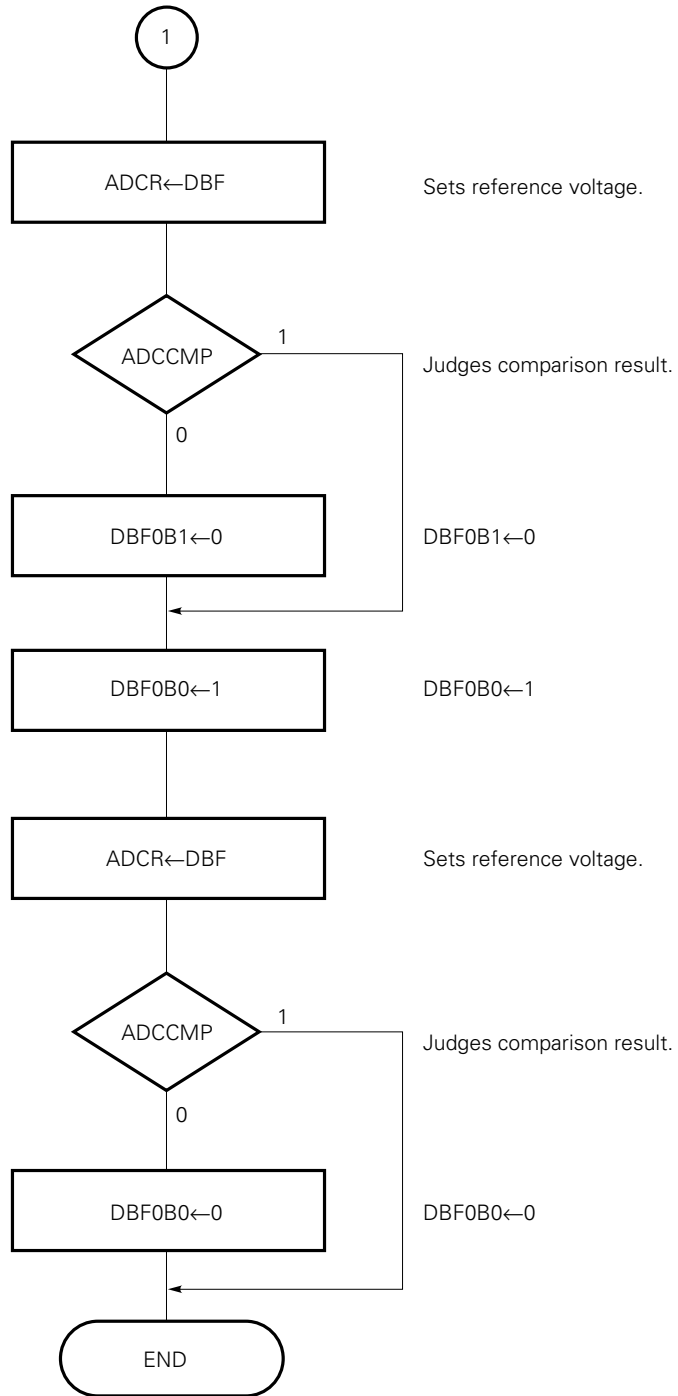 1
ADCR←DBF
Sets reference voltage.
ADCCMP
1
Judges comparison result.
0
DBF0B1←0
DBF0B1←0
DBF0B0←1
DBF0B0←1
ADCR←DBF
Sets reference voltage.
ADCCMP
1
Judges comparison result.
0
DBF0B0←0
DBF0B0←0
END